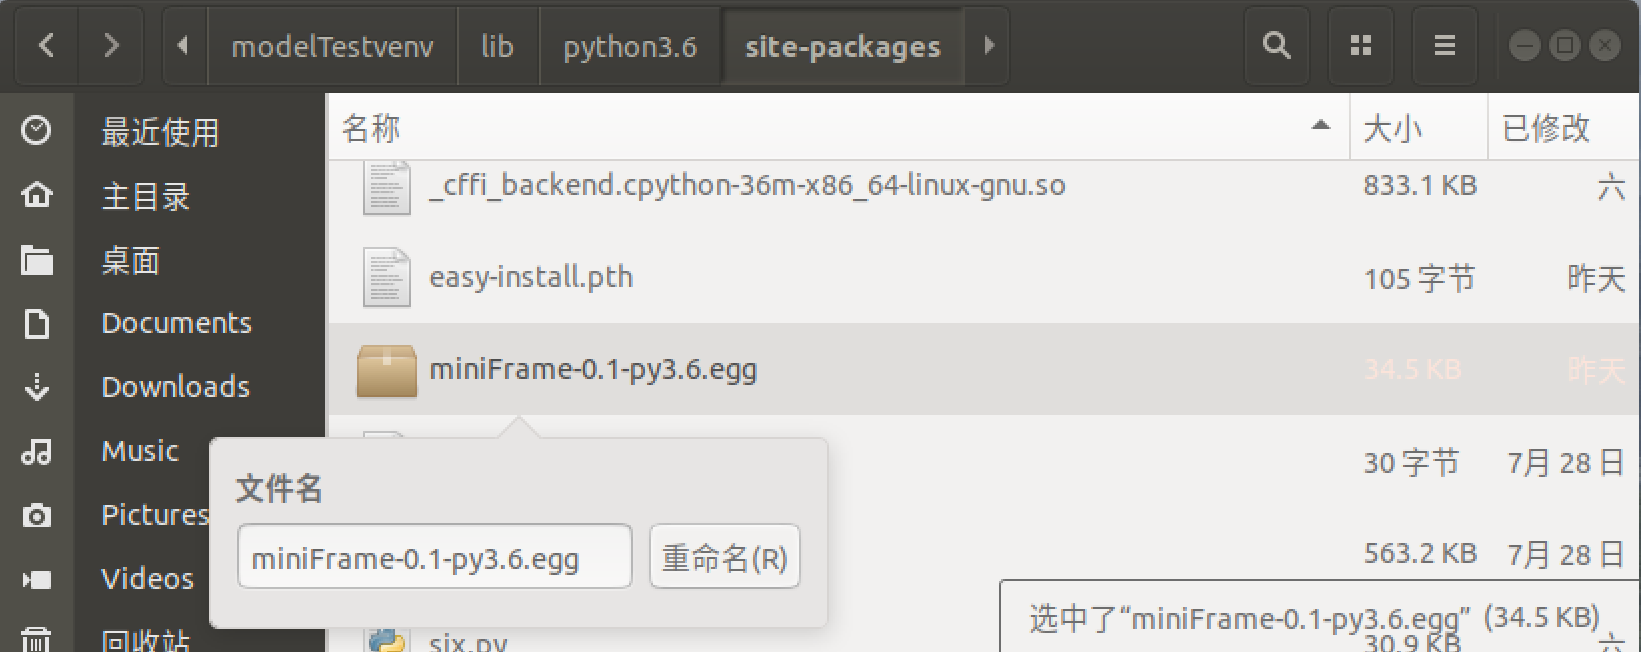 modelTestvenv lib python3.6 site-packages
名称 大小 已修改
最近使用
主目录
桌面
Documents
Downloads
Music
Pictures
Videos
回收站
_cffi_backend.cpython-36m-x86_64-linux-gnu.so 833.1 KB 六
easy-install.pth 105 字节 昨天
miniFrame-0.1-py3.6.egg 34.5 KB 昨天
30 字节 7月 28 日
563.2 KB 7月 28 日
six.py 30.9 KB 六
文件名
miniFrame-0.1-py3.6.egg 重命名(R)
选中了“miniFrame-0.1-py3.6.egg” (34.5 KB)